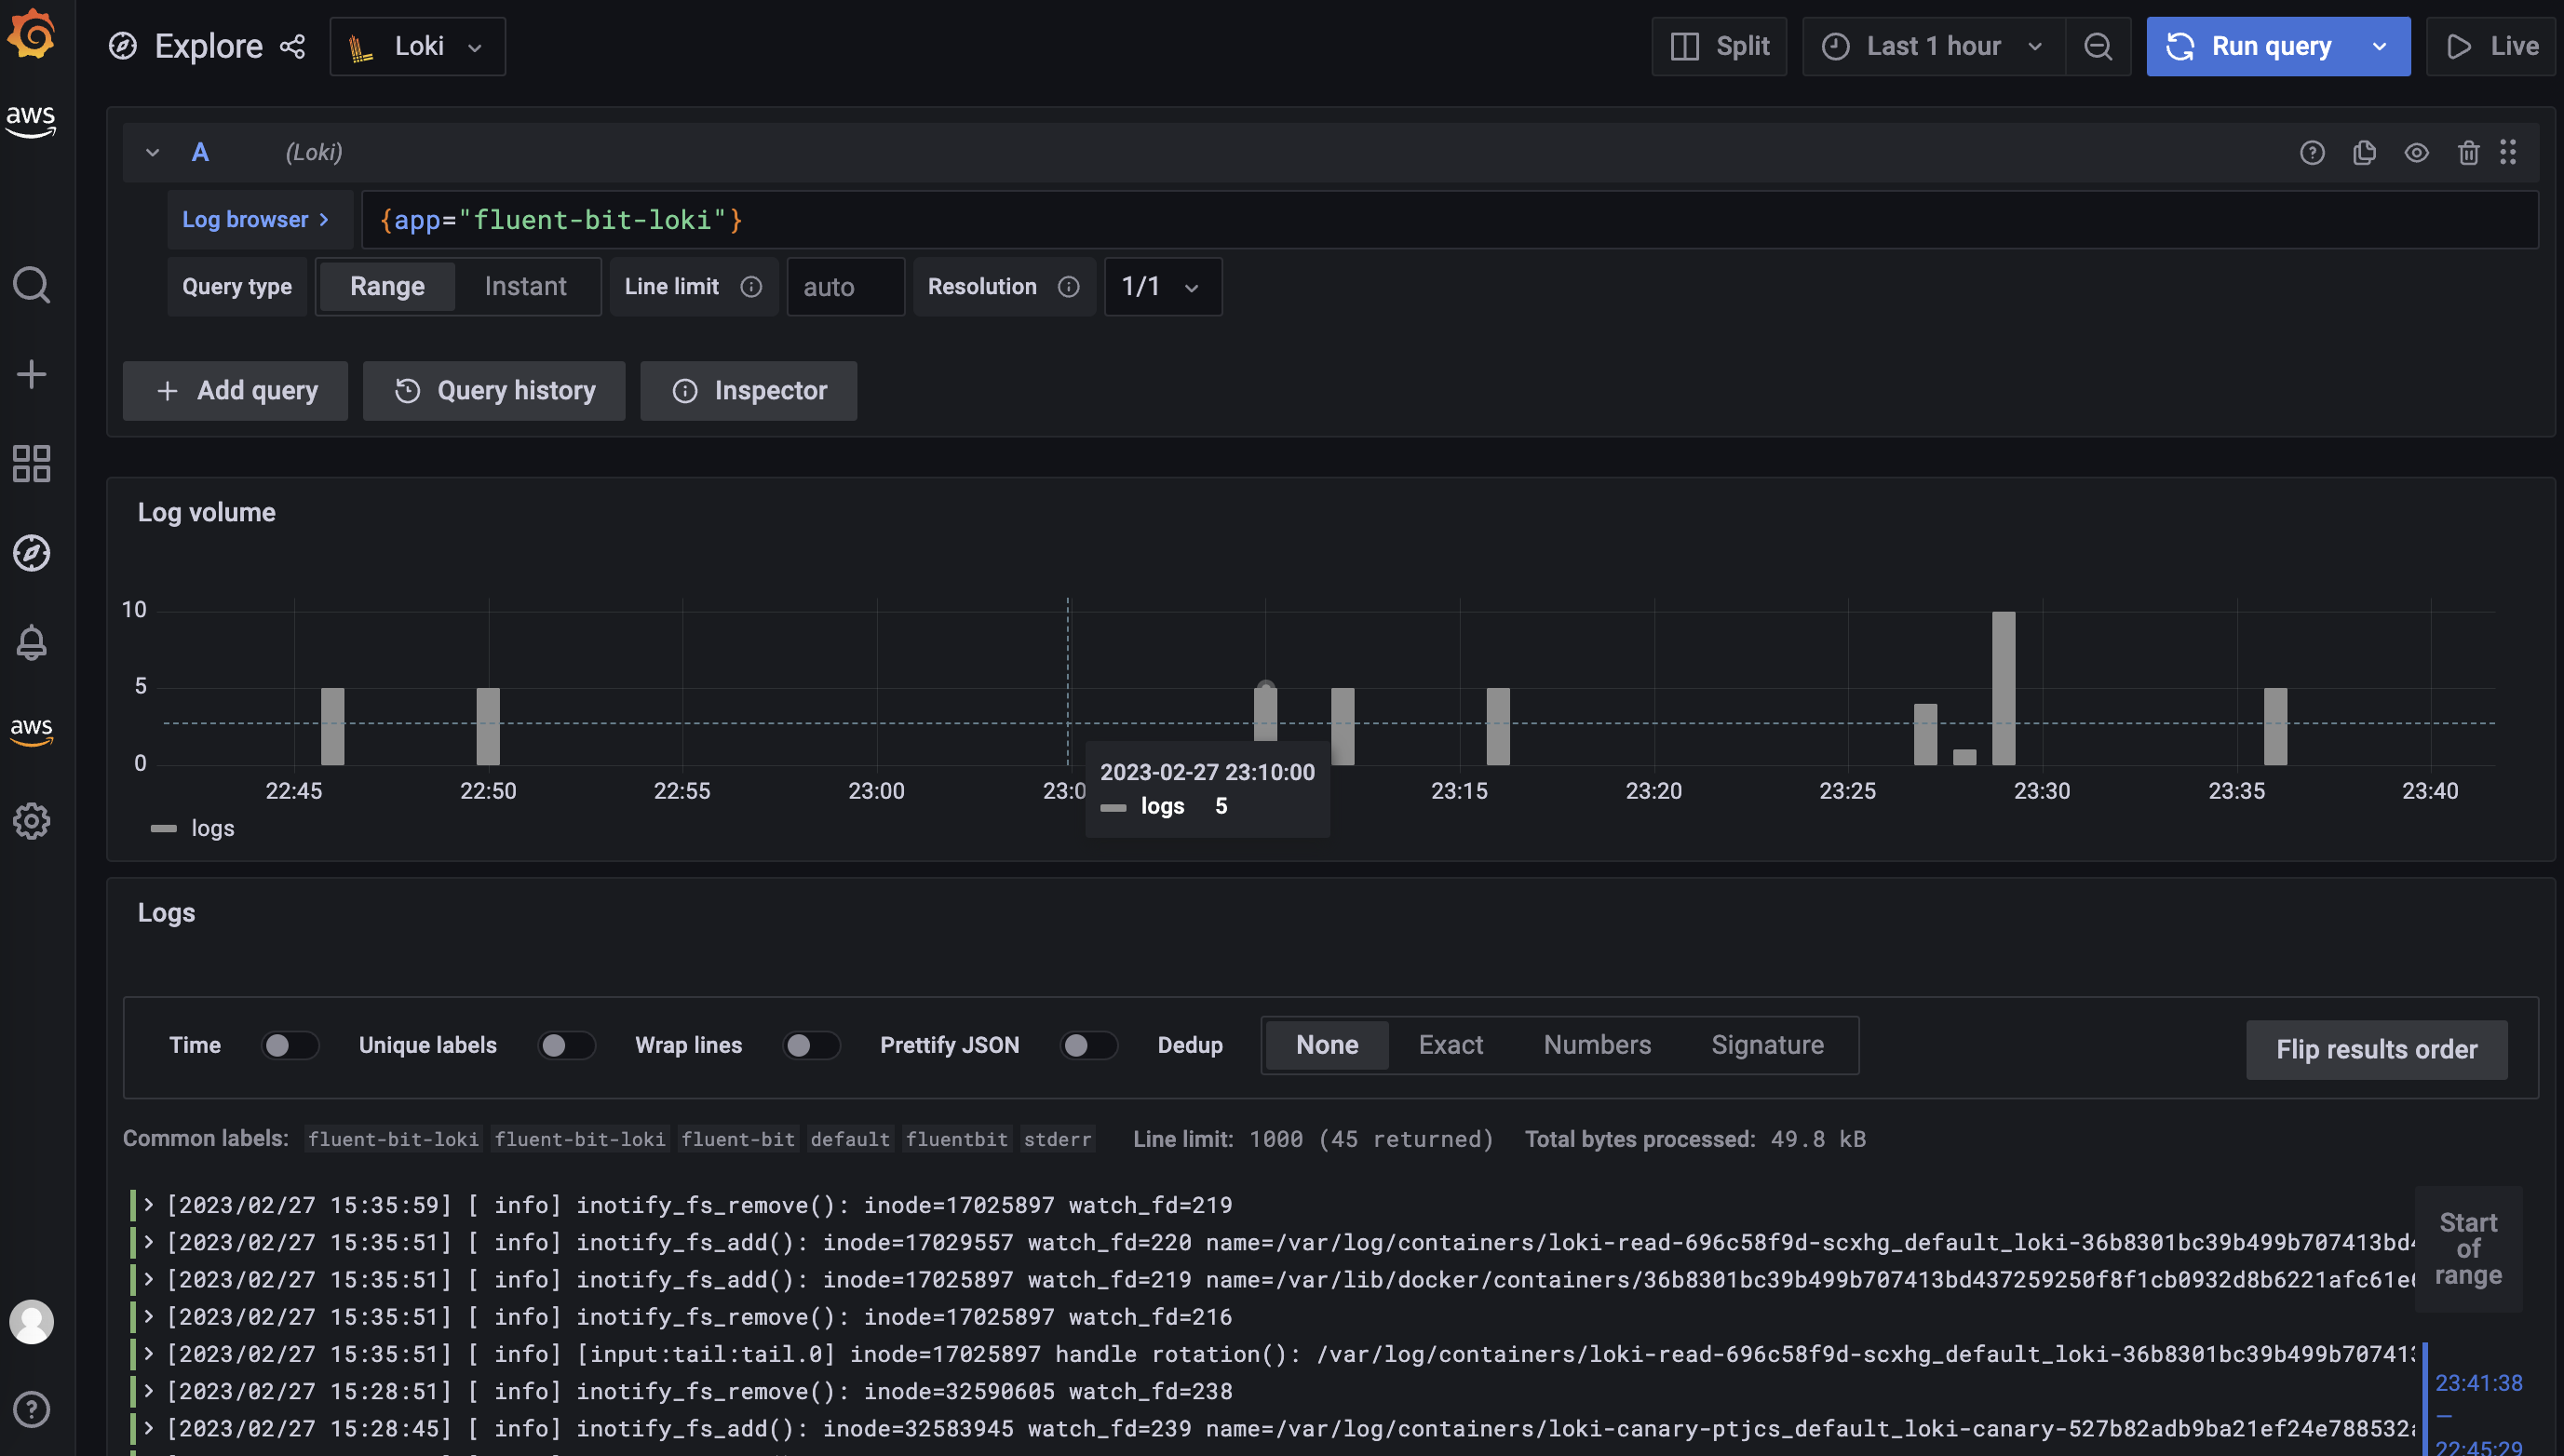 Explore Loki Split Last 1 hour Run query Live
aws
A (Loki)
Log browser > {app="fluent-bit-loki"}
Query type Range Instant Line limit auto Resolution 1/1
+ Add query Query history Inspector
Log volume
10
5
0
22:45 22:50 22:55 23:00 23:15 23:20 23:25 23:30 23:35 23:40
2023-02-27 23:10:00
logs 5
logs
aws
Logs
Time Unique labels Wrap lines Prettify JSON Dedup None Exact Numbers Signature Flip results order
Common labels: fluent-bit-loki fluent-bit-loki fluent-bit default fluentbit stderr Line limit: 1000 (45 returned) Total bytes processed: 49.8 kB
> [2023/02/27 15:35:59] [ info] inotify_fs_remove(): inode=17025897 watch_fd=219
> [2023/02/27 15:35:51] [ info] inotify_fs_add(): inode=17029557 watch_fd=220 name=/var/log/containers/loki-read-696c58f9d-scxhg_default_loki-36b8301bc39b499b707413bd4
> [2023/02/27 15:35:51] [ info] inotify_fs_add(): inode=17025897 watch_fd=219 name=/var/lib/docker/containers/36b8301bc39b499b707413bd437259250f8f1cb0932d8b6221afc61e
> [2023/02/27 15:35:51] [ info] inotify_fs_remove(): inode=17025897 watch_fd=216
> [2023/02/27 15:35:51] [ info] [input:tail:tail.0] inode=17025897 handle rotation(): /var/log/containers/loki-read-696c58f9d-scxhg_default_loki-36b8301bc39b499b70741
> [2023/02/27 15:28:51] [ info] inotify_fs_remove(): inode=32590605 watch_fd=238
> [2023/02/27 15:28:45] [ info] inotify_fs_add(): inode=32583945 watch_fd=239 name=/var/log/containers/loki-canary-ptjcs_default_loki-canary-527b82adb9ba21ef24e788532
Start
of
range
23:41:38
—
22:45:29